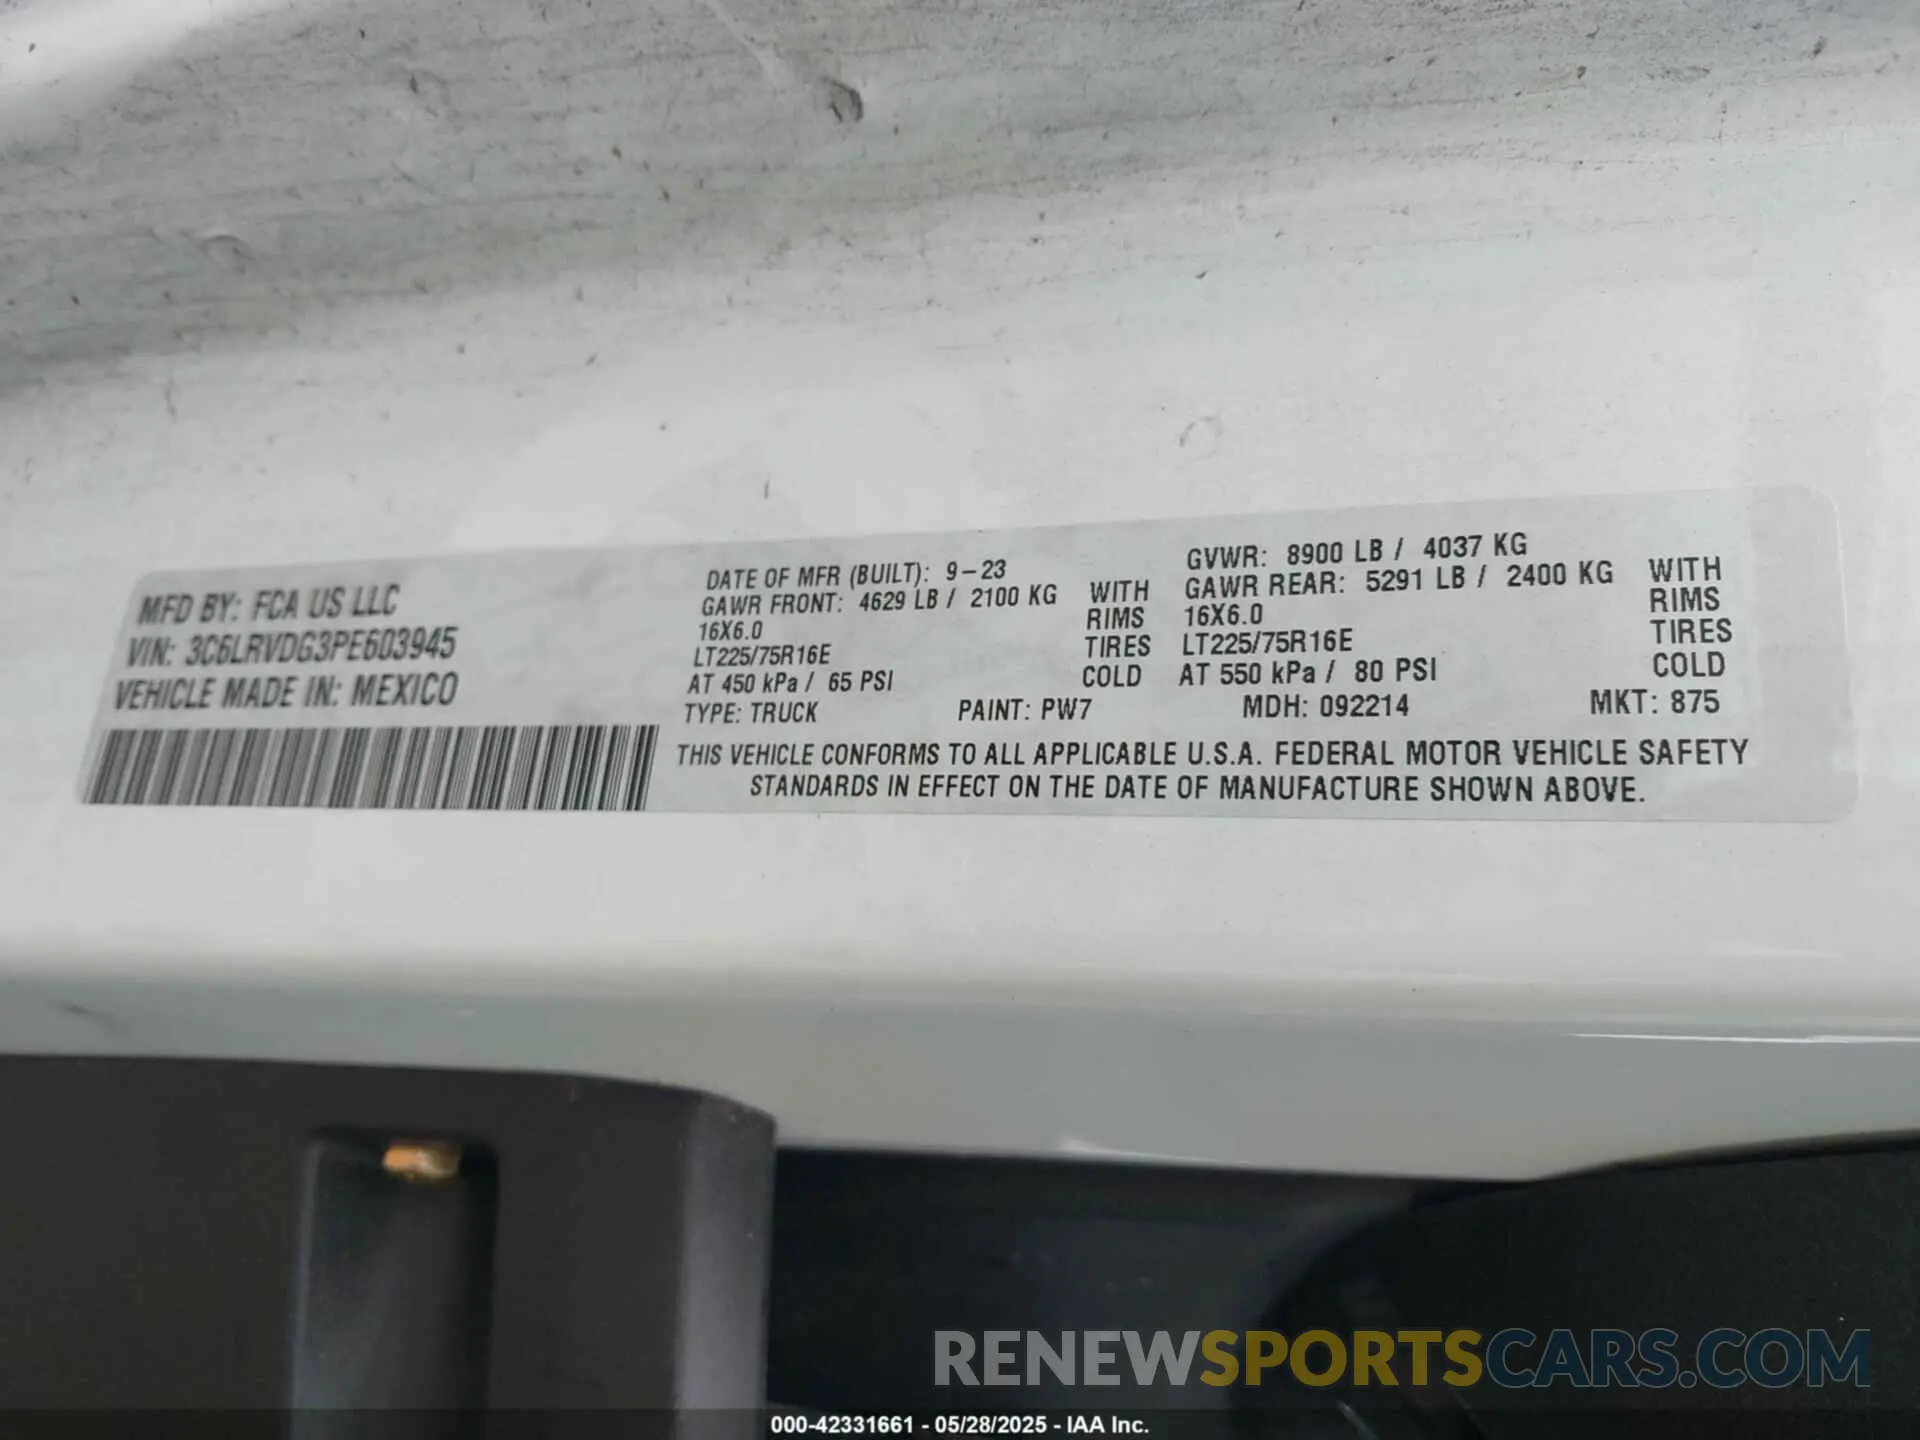 MFD BY: FCA US LLC
VIN: 3C6LRVDG3PE603945
VEHICLE MADE IN: MEXICO
DATE OF MFR (BUILT): 9-23
GAWR FRONT: 4629 LB / 2100 KG WITH
16X6.0 RIMS
LT225/75R16E TIRES
AT 450 kPa / 65 PSI COLD
GVWR: 8900 LB / 4037 KG
GAWR REAR: 5291 LB / 2400 KG WITH
16X6.0 RIMS
LT225/75R16E TIRES
AT 550 kPa / 80 PSI COLD
TYPE: TRUCK PAINT: PW7 MDH: 092214 MKT: 875
THIS VEHICLE CONFORMS TO ALL APPLICABLE U.S.A. FEDERAL MOTOR VEHICLE SAFETY
STANDARDS IN EFFECT ON THE DATE OF MANUFACTURE SHOWN ABOVE.
RENEWSPORTSCARS.COM
000-42331661 - 05/28/2025 - IAA Inc.